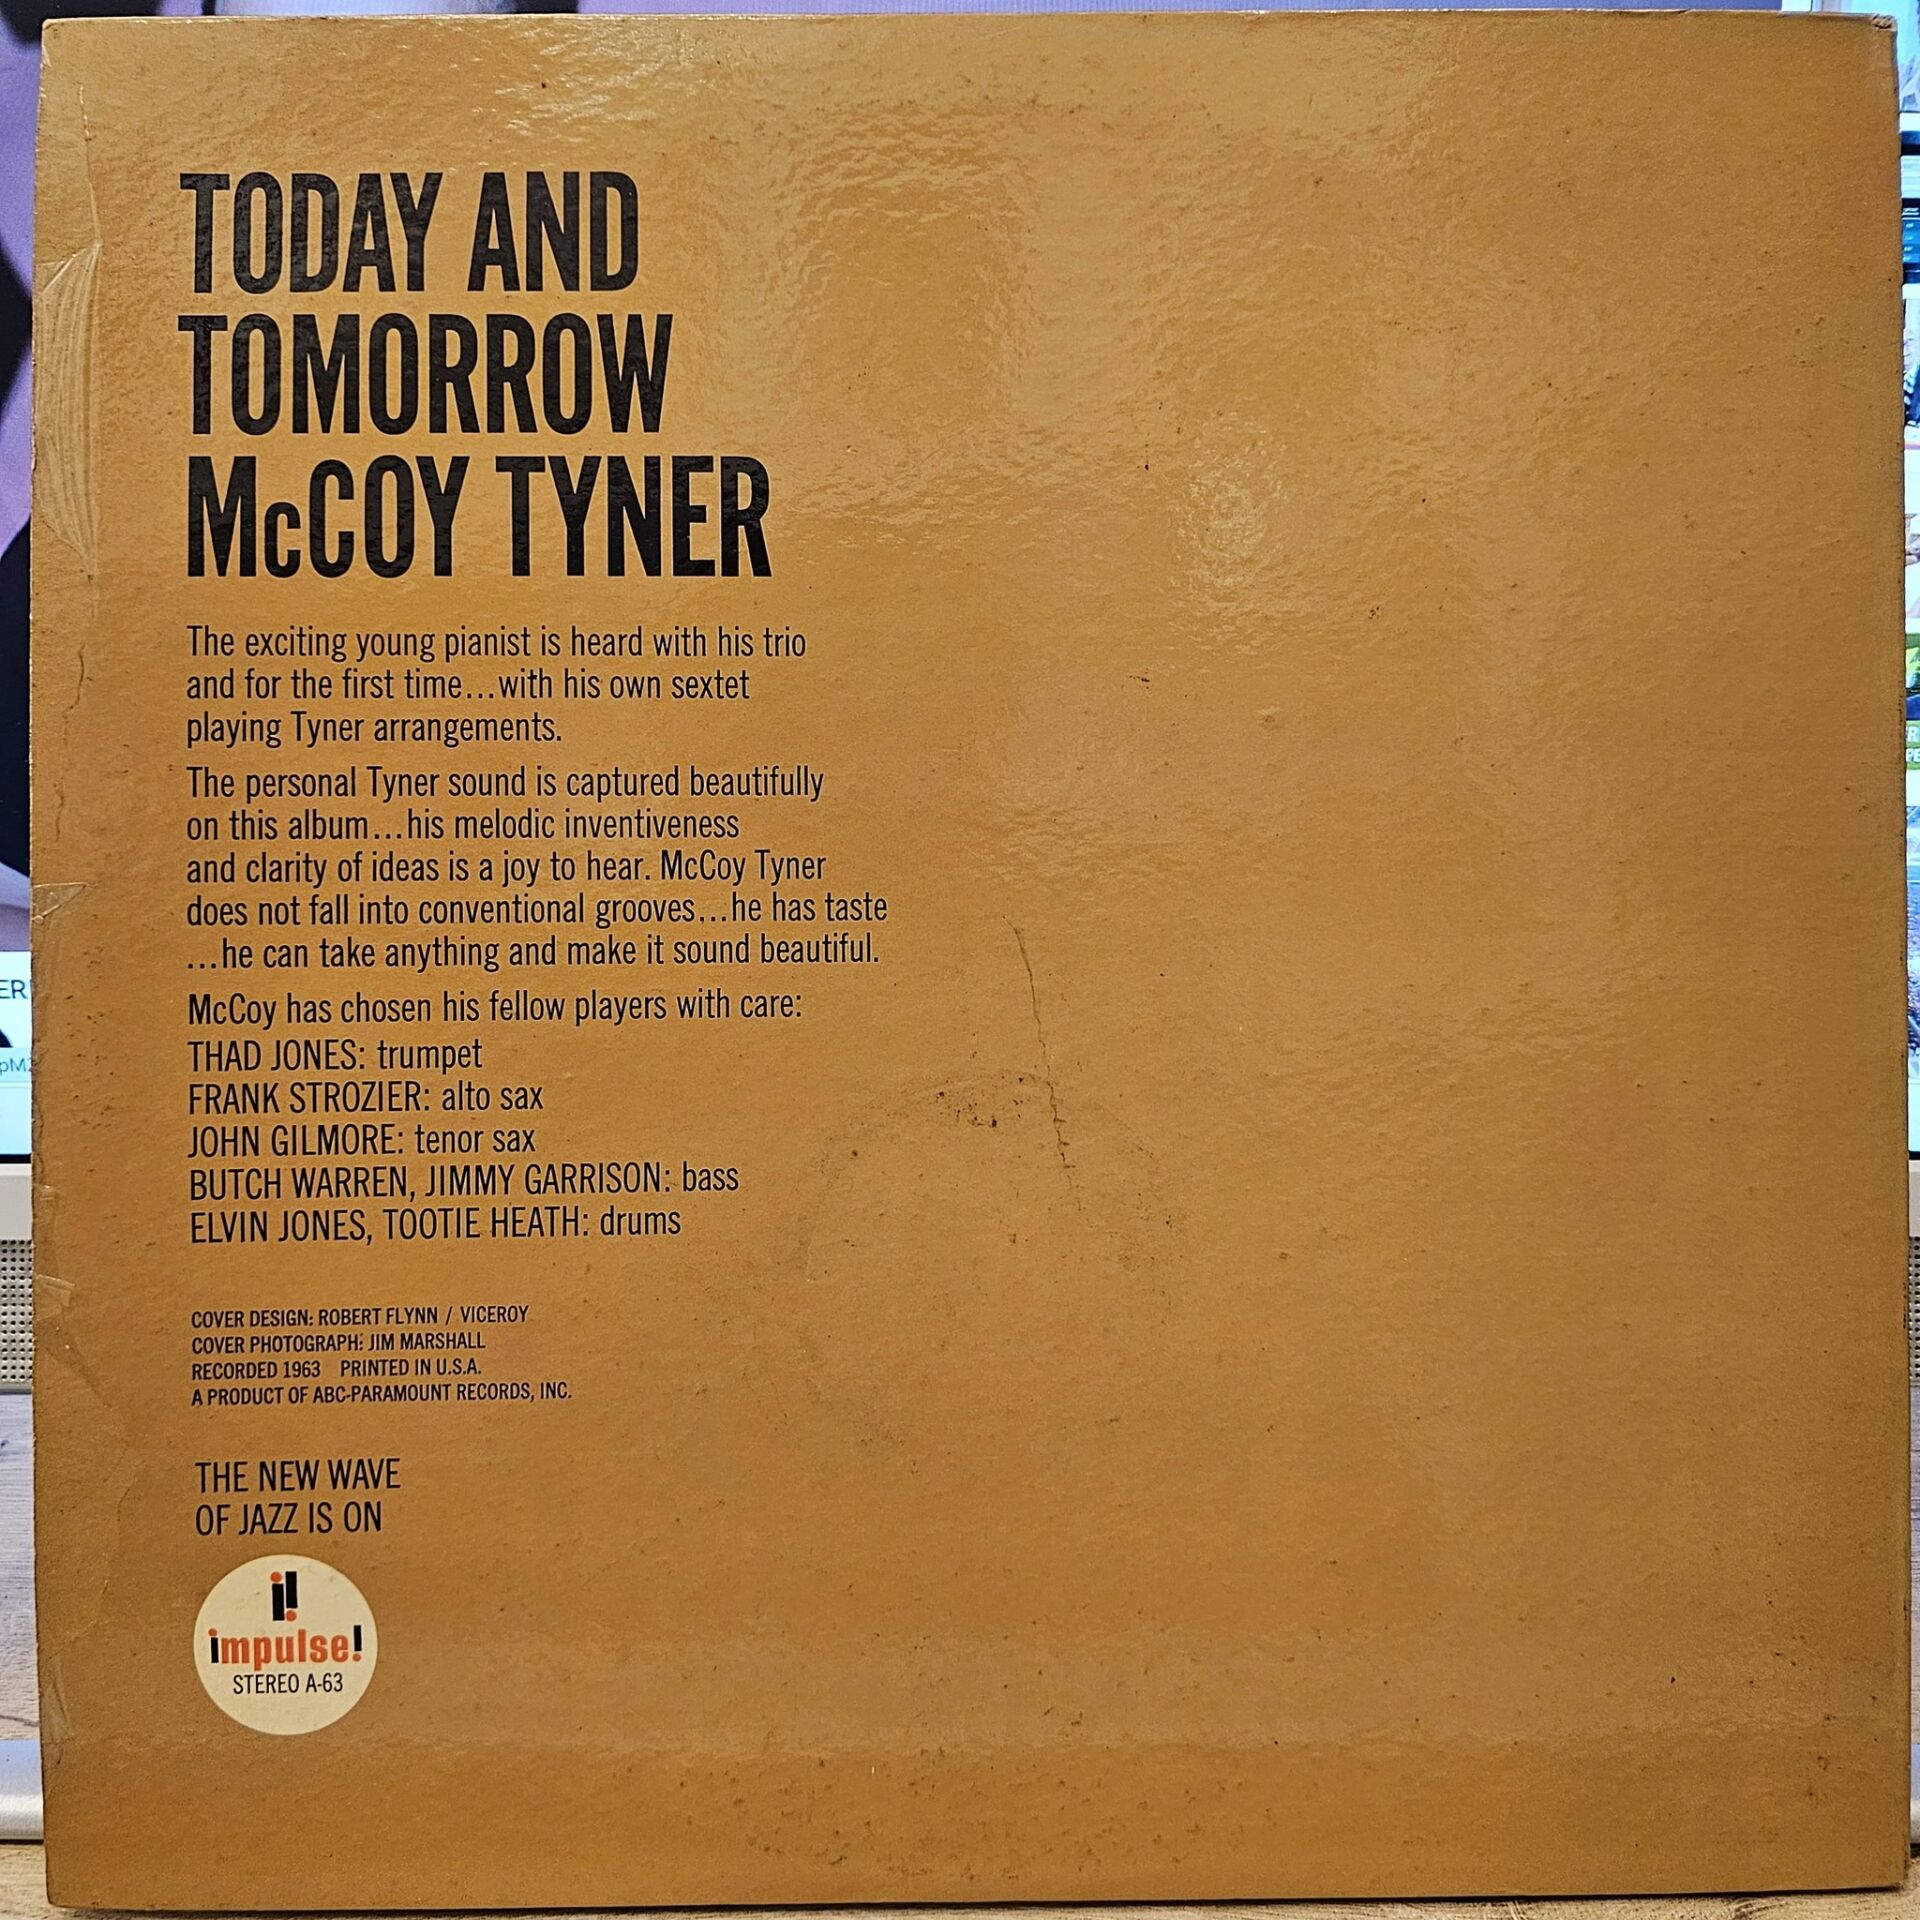 TODAY AND
TOMORROW
McCOY TYNER
The exciting young pianist is heard with his trio
and for the first time...with his own sextet
playing Tyner arrangements.
The personal Tyner sound is captured beautifully
on this album...his melodic inventiveness
and clarity of ideas is a joy to hear. McCoy Tyner
does not fall into conventional grooves...he has taste
...he can take anything and make it sound beautiful.
McCoy has chosen his fellow players with care:
THAD JONES: trumpet
FRANK STROZIER: alto sax
JOHN GILMORE: tenor sax
BUTCH WARREN, JIMMY GARRISON: bass
ELVIN JONES, TOOTIE HEATH: drums
COVER DESIGN: ROBERT FLYNN / VICEROY
COVER PHOTOGRAPH: JIM MARSHALL
RECORDED 1963 PRINTED IN U.S.A.
A PRODUCT OF ABC-PARAMOUNT RECORDS, INC.
THE NEW WAVE
OF JAZZ IS ON
impulse!
STEREO A-63